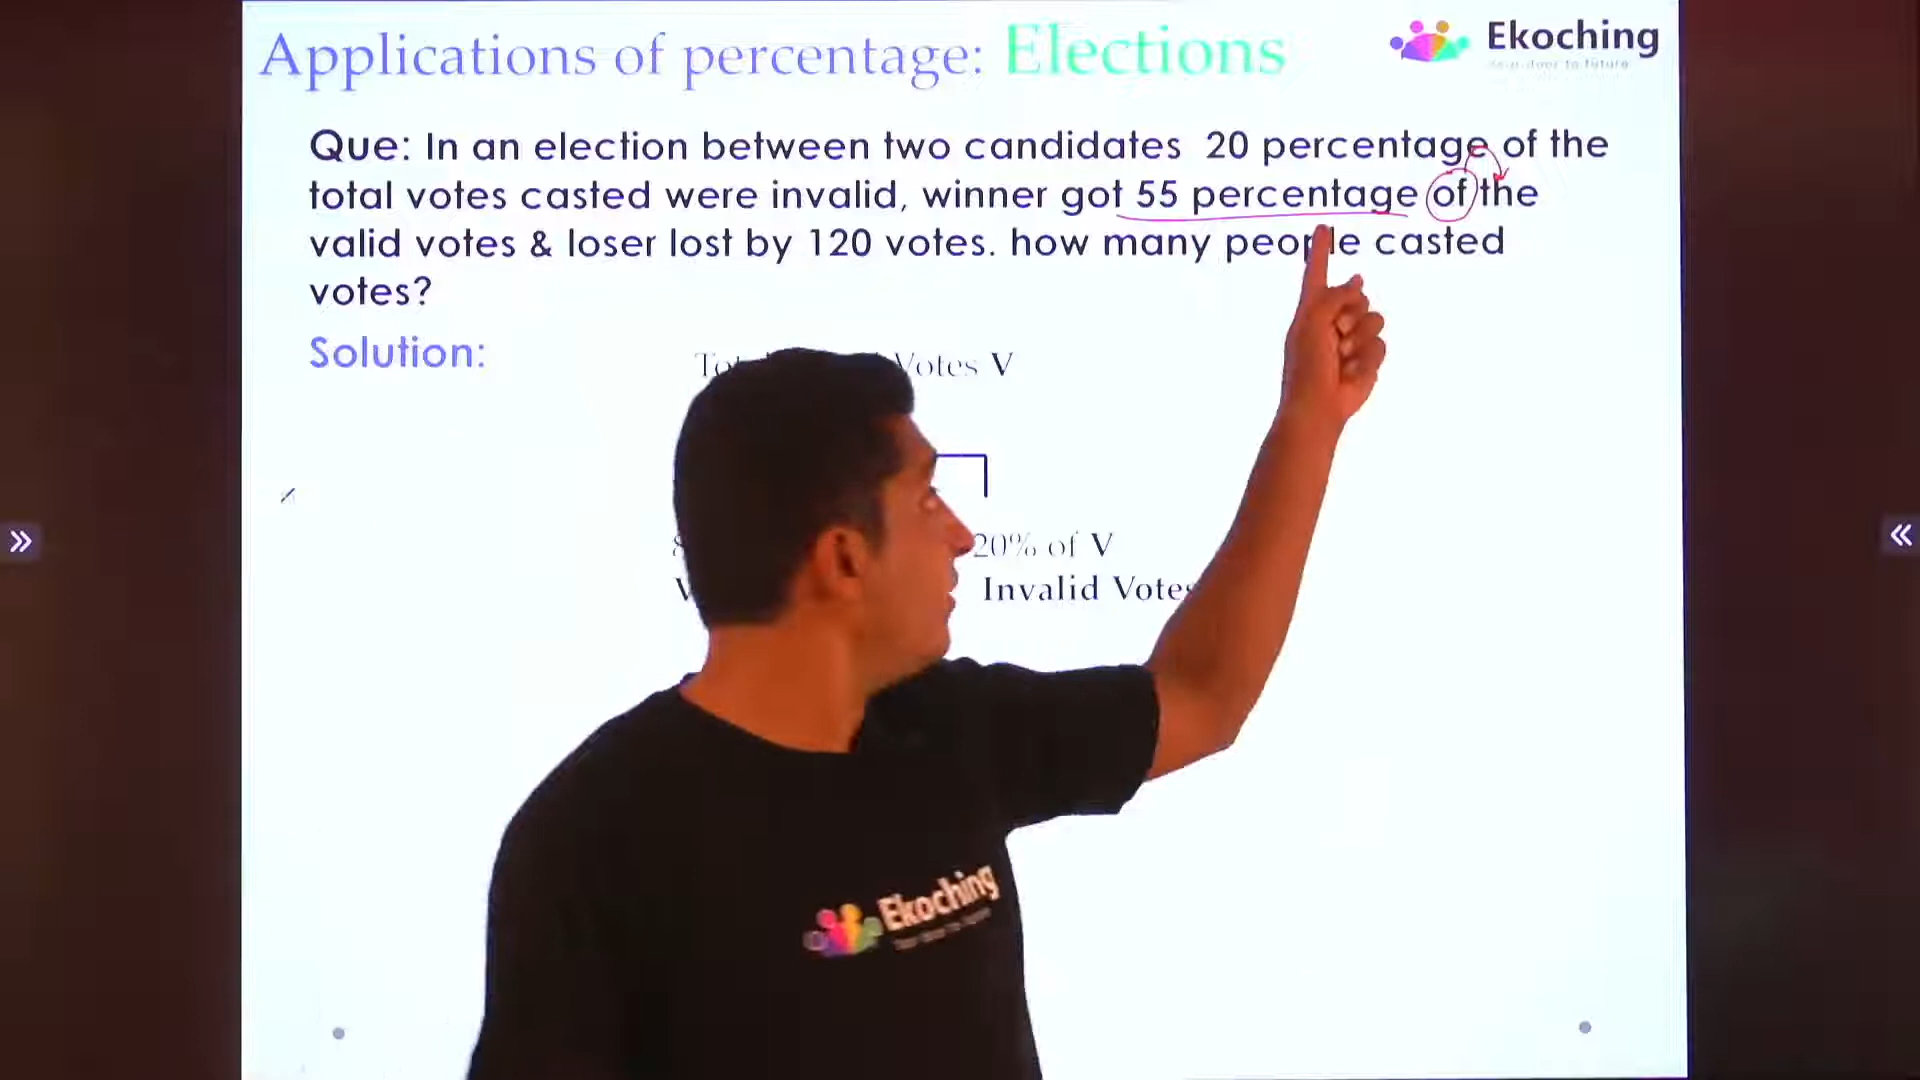 Applications of percentage: Elections
Ekoching
Que: In an election between two candidates 20 percentage of the
total votes casted were invalid, winner got 55 percentage of the
valid votes & loser lost by 120 votes. how many people casted
votes?
Solution:
Votes V
20% of V
Invalid Votes
Ekoching